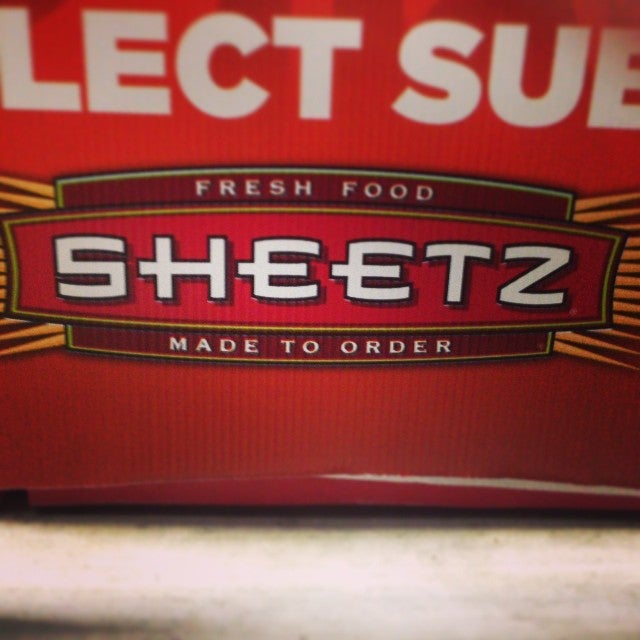 LECT SUB
FRESH FOOD
SHEETZ
MADE TO ORDER